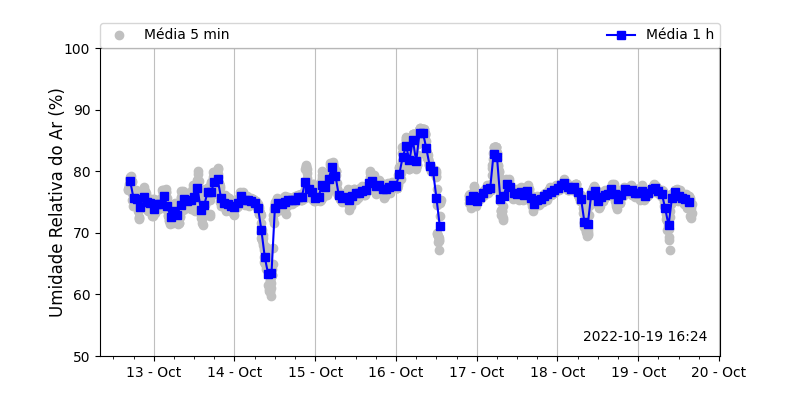 Média 5 min
Média 1 h
Umidade Relativa do Ar (%)
100
90
80
70
60
50
2022-10-19 16:24
13 - Oct
14 - Oct
15 - Oct
16 - Oct
17 - Oct
18 - Oct
19 - Oct
20 - Oct